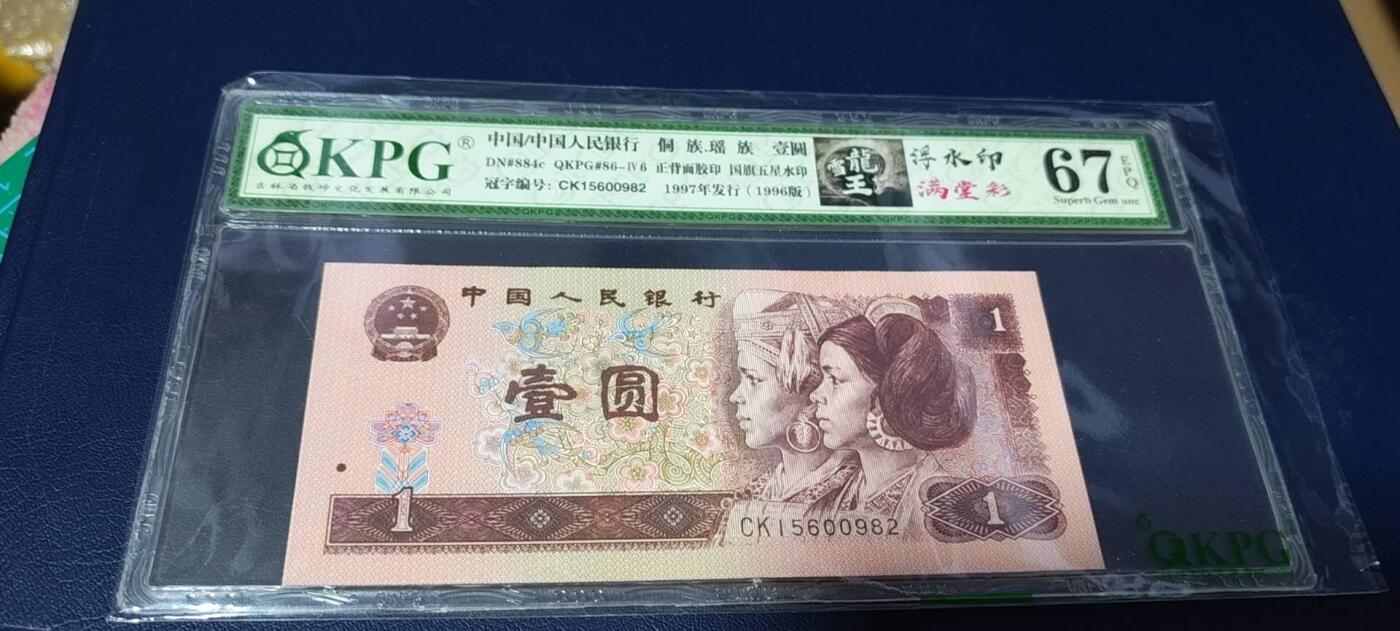 QKPG®
吉林省钱坤文化发展有限公司
中国/中国人民银行 侗 族.瑶 族 壹圆
DN#884c QKPG#86-IV6 正背面胶印 国旗五星水印
冠字编号: CK15600982 1997年发行(1996版)
雪龍王
浮水印
满堂彩
67 EPQ
Superb Gem unc
中国人民银行
1
壹圆
1
CK15600982
1
QKPG